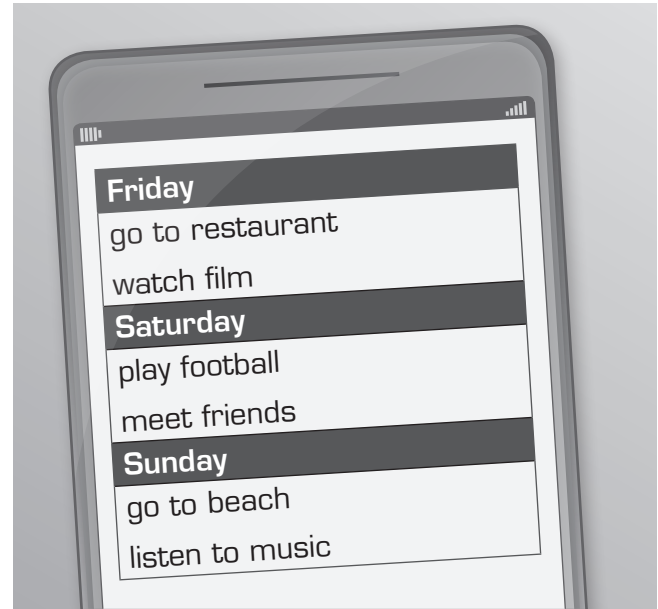 Friday
go to restaurant
watch film
Saturday
play football
meet friends
Sunday
go to beach
listen to music